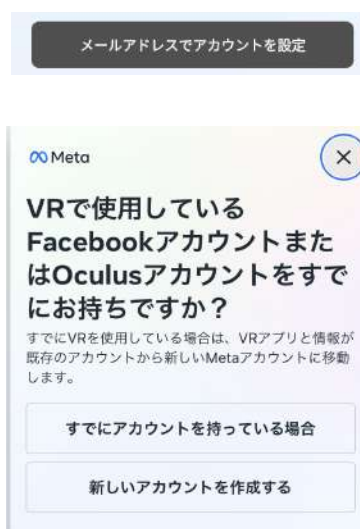 メールアドレスでアカウントを設定
Meta
VRで使用している
Facebookアカウントまた
はOculusアカウントをすで
にお持ちですか？
すでにVRを使用している場合は、VRアプリと情報が
既存のアカウントから新しいMetaアカウントに移動
します。
すでにアカウントを持っている場合
新しいアカウントを作成する